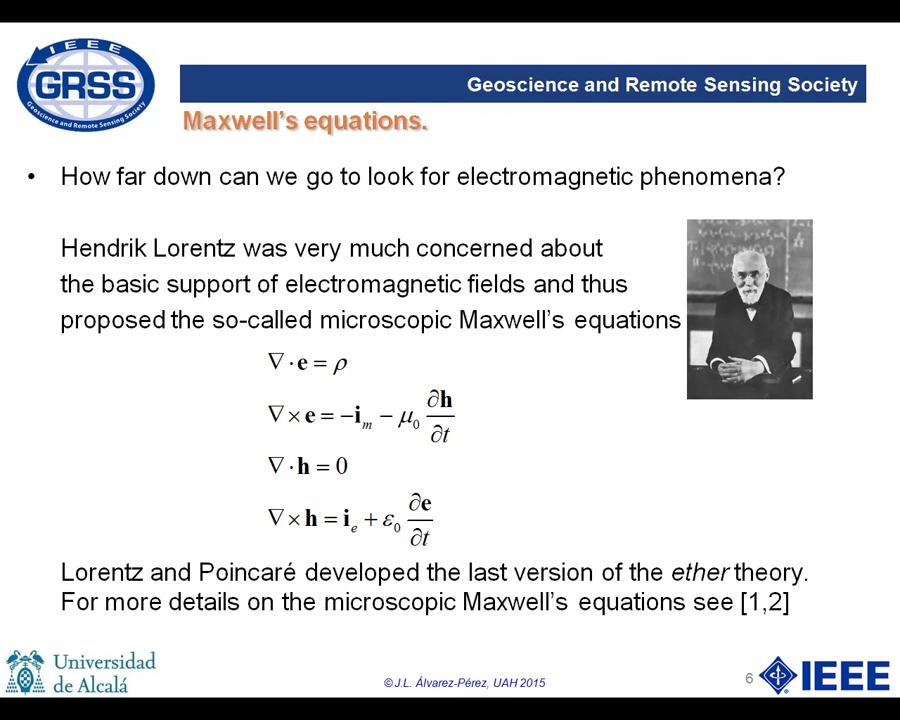 IEEE
GRSS
Geoscience and Remote Sensing Society
Geoscience and Remote Sensing Society
Maxwell's equations.
• How far down can we go to look for electromagnetic phenomena?
Hendrik Lorentz was very much concerned about
the basic support of electromagnetic fields and thus
proposed the so-called microscopic Maxwell's equations
∇ · e = ρ
∇ × e = −i_m − μ₀ ∂h/∂t
∇ · h = 0
∇ × h = i_e + ε₀ ∂e/∂t
Lorentz and Poincaré developed the last version of the ether theory.
For more details on the microscopic Maxwell's equations see [1,2]
Universidad
de Alcalá
© J.L. Álvarez-Pérez, UAH 2015
6
IEEE